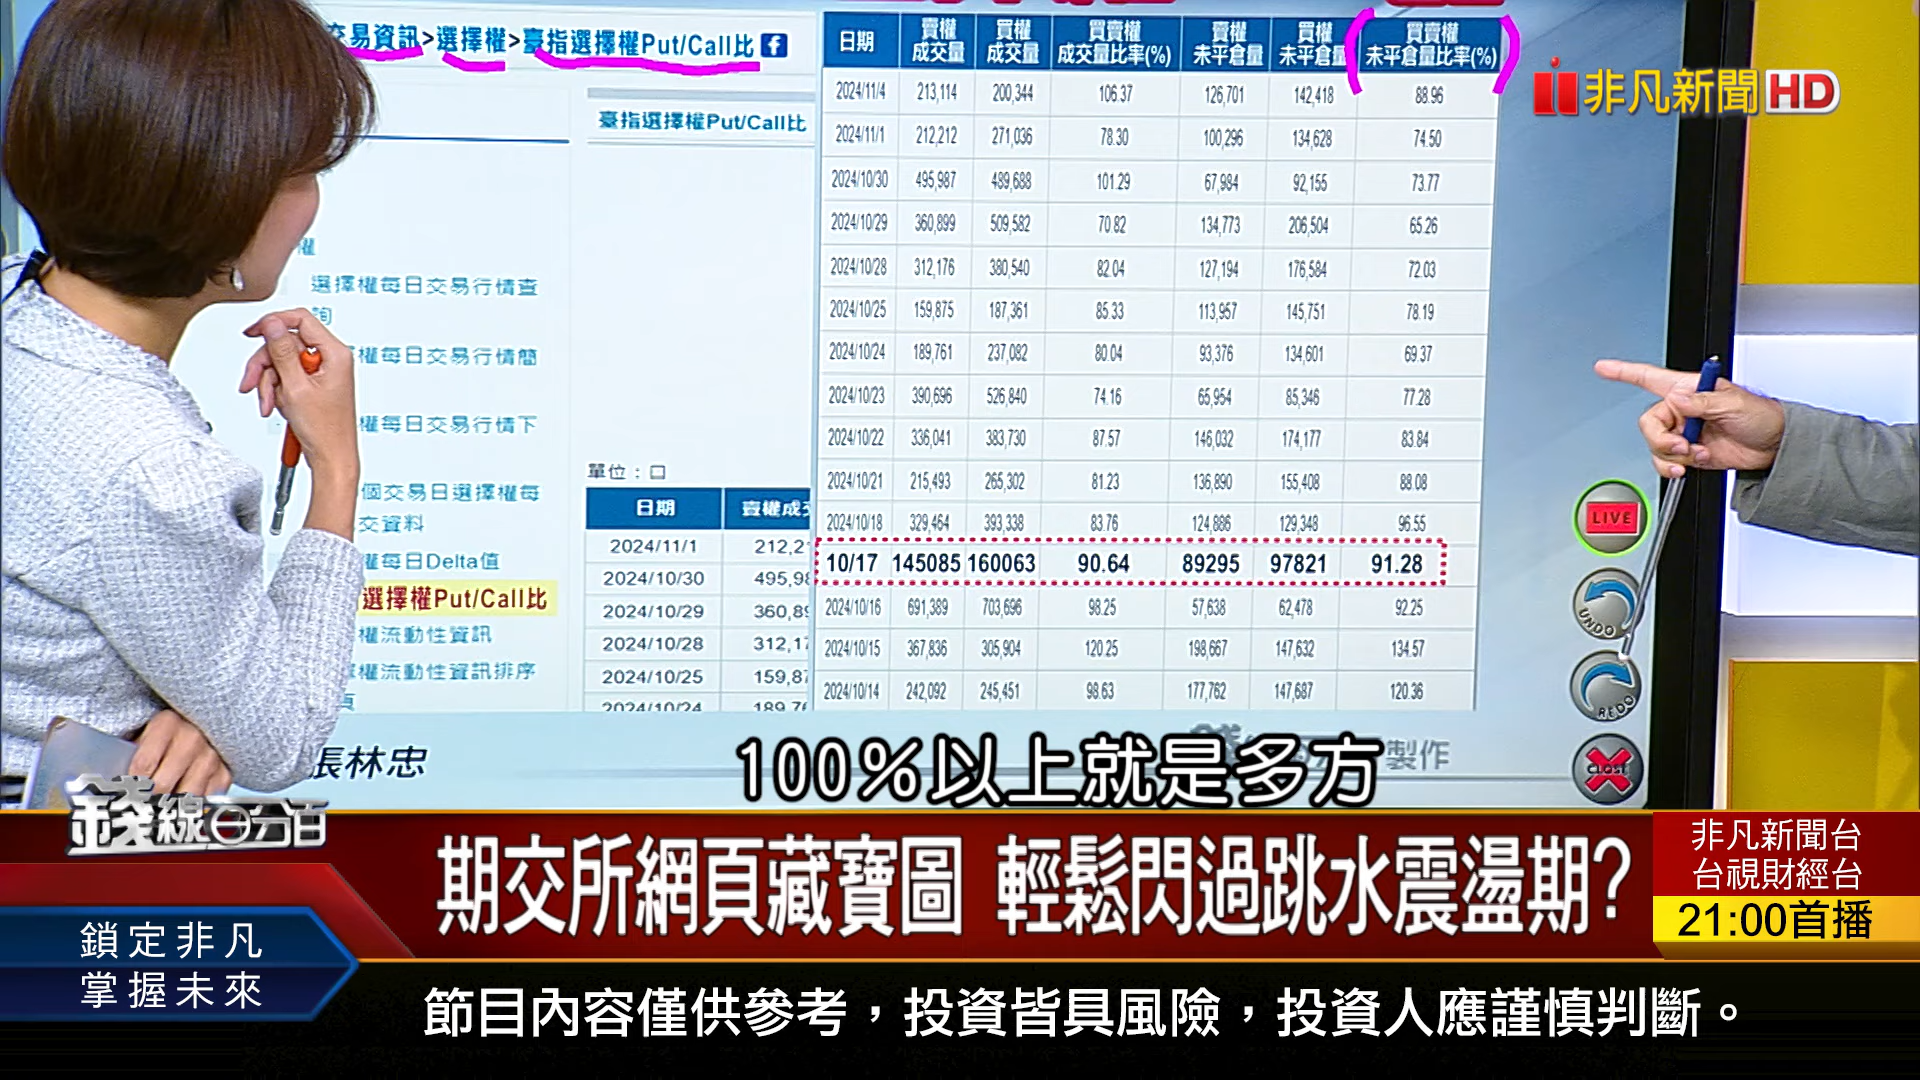 交易資訊>選擇權>臺指選擇權Put/Call比
權
選擇權每日交易行情查
詢
權每日交易行情簡
權每日交易行情下
個交易日選擇權每
交資料
權每日Delta值
選擇權Put/Call比
權流動性資訊
權流動性資訊排序
頁
臺指選擇權Put/Call比
單位：口
日期 賣權成交
2024/11/1 212,2
2024/10/30 495,98
2024/10/29 360,89
2024/10/28 312,17
2024/10/25 159,87
2024/10/24 189,76
日期 賣權成交量 買權成交量 買賣權成交量比率(%) 賣權未平倉量 買權未平倉量 買賣權未平倉量比率(%)
2024/11/4 213,114 200,344 106.37 126,701 142,418 88.96
2024/11/1 212,212 271,036 78.30 100,296 134,628 74.50
2024/10/30 495,987 489,688 101.29 67,984 92,155 73.77
2024/10/29 360,899 509,582 70.82 134,773 206,504 65.26
2024/10/28 312,176 380,540 82.04 127,194 176,584 72.03
2024/10/25 159,875 187,361 85.33 113,957 145,751 78.19
2024/10/24 189,761 237,082 80.04 93,376 134,601 69.37
2024/10/23 390,696 526,840 74.16 65,954 85,346 77.28
2024/10/22 336,041 383,730 87.57 146,032 174,177 83.84
2024/10/21 215,493 265,302 81.23 136,890 155,408 88.08
2024/10/18 329,464 393,338 83.76 124,886 129,348 96.55
10/17 145085 160063 90.64 89295 97821 91.28
2024/10/16 691,389 703,696 98.25 57,638 62,478 92.25
2024/10/15 367,836 305,904 120.25 198,667 147,632 134.57
2024/10/14 242,092 245,451 98.63 177,762 147,687 120.36
非凡新聞HD
LIVE
UNDO
REDO
CLOSE
張林忠
製作
100%以上就是多方
錢線百分百
期交所網頁藏寶圖 輕鬆閃過跳水震盪期?
非凡新聞台
台視財經台
21:00首播
鎖定非凡
掌握未來
節目內容僅供參考，投資皆具風險，投資人應謹慎判斷。